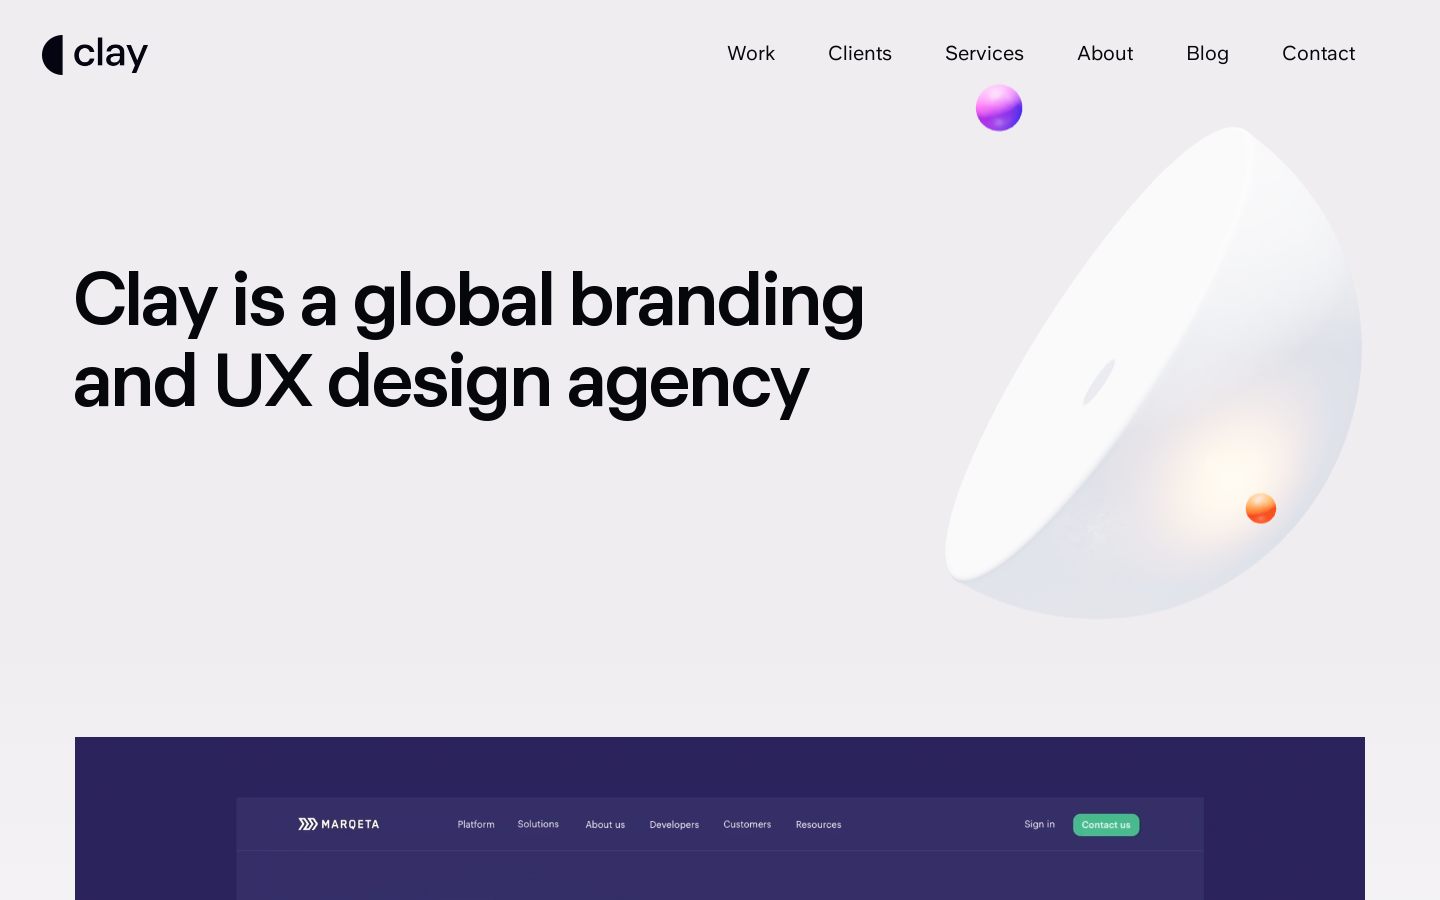 clay
Work Clients Services About Blog Contact
Clay is a global branding
and UX design agency
MARQETA Platform Solutions About us Developers Customers Resources Sign in Contact us